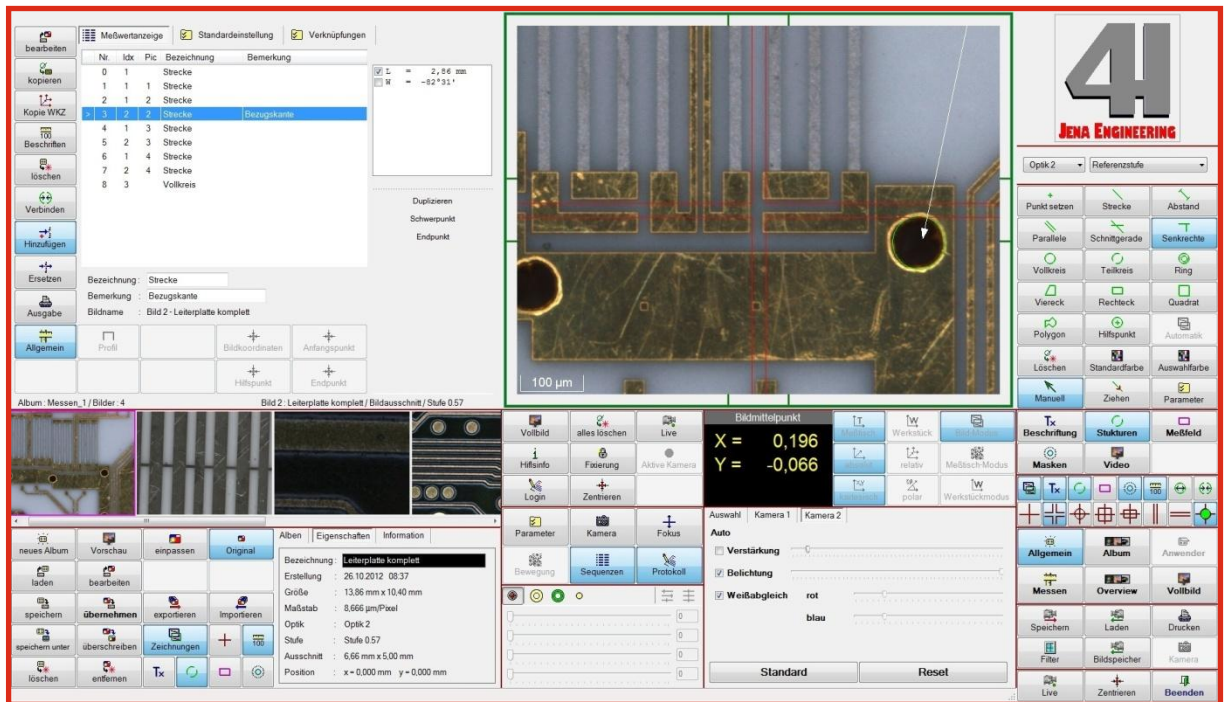 bearbeiten
kopieren
Kopie WKZ
Beschriften
löschen
Verbinden
Hinzufügen
Ersetzen
Ausgabe
Allgemein
Meßwertanzeige Standardeinstellung Verknüpfungen
Nr. Idx Pic Bezeichnung Bemerkung
0 1 Strecke
1 1 1 Strecke
2 1 2 Strecke
> 3 2 2 Strecke Bezugskante
4 1 3 Strecke
5 2 3 Strecke
6 1 4 Strecke
7 2 4 Strecke
8 3 Vollkreis
L = 2,86 mm
W = -82°31'
Duplizieren
Schwerpunkt
Endpunkt
Bezeichnung : Strecke
Bemerkung : Bezugskante
Bildname : Bild 2 - Leiterplatte komplett
Profil Bildkoordinaten Anfangspunkt
Hilfspunkt Endpunkt
Album : Messen_1 / Bilder : 4 Bild 2 : Leiterplatte komplett / Bildausschnitt / Stufe 0.57
100 µm
4H
JENA ENGINEERING
Optik 2 Referenzstufe
Punkt setzen Strecke Abstand
Parallele Schnittgerade Senkrechte
Vollkreis Teilkreis Ring
Viereck Rechteck Quadrat
Polygon Hilfspunkt Automatik
Löschen Standardfarbe Auswahlfarbe
Manuell Ziehen Parameter
Beschriftung Stukturen Meßfeld
Masken Video
Allgemein Album Anwender
Messen Overview Vollbild
Speichern Laden Drucken
Filter Bildspeicher Kamera
Live Zentrieren Beenden
Vollbild alles löschen Live
Hilfsinfo Fixierung Aktive Kamera
Login Zentrieren
Parameter Kamera Fokus
Bewegung Sequenzen Protokoll
0
0
0
0
Bildmittelpunkt
X = 0,196
Y = -0,066
Meßtisch Werkstück Bild-Modus
absolut relativ Meßtisch-Modus
kartesisch polar Werkstückmodus
Auswahl Kamera 1 Kamera 2
Auto
Verstärkung
Belichtung
Weißabgleich rot
blau
Standard Reset
neues Album Vorschau einpassen Original
laden bearbeiten
speichern übernehmen exportieren Importieren
speichern unter überschreiben Zeichnungen 100
löschen entfernen Tx
Alben Eigenschaften Information
Bezeichnung : Leiterplatte komplett
Erstellung : 26.10.2012 08:37
Größe : 13,86 mm x 10,40 mm
Maßstab : 8,666 µm/Pixel
Optik : Optik 2
Stufe : Stufe 0.57
Ausschnitt : 6,66 mm x 5,00 mm
Position : x = 0,000 mm y = 0,000 mm